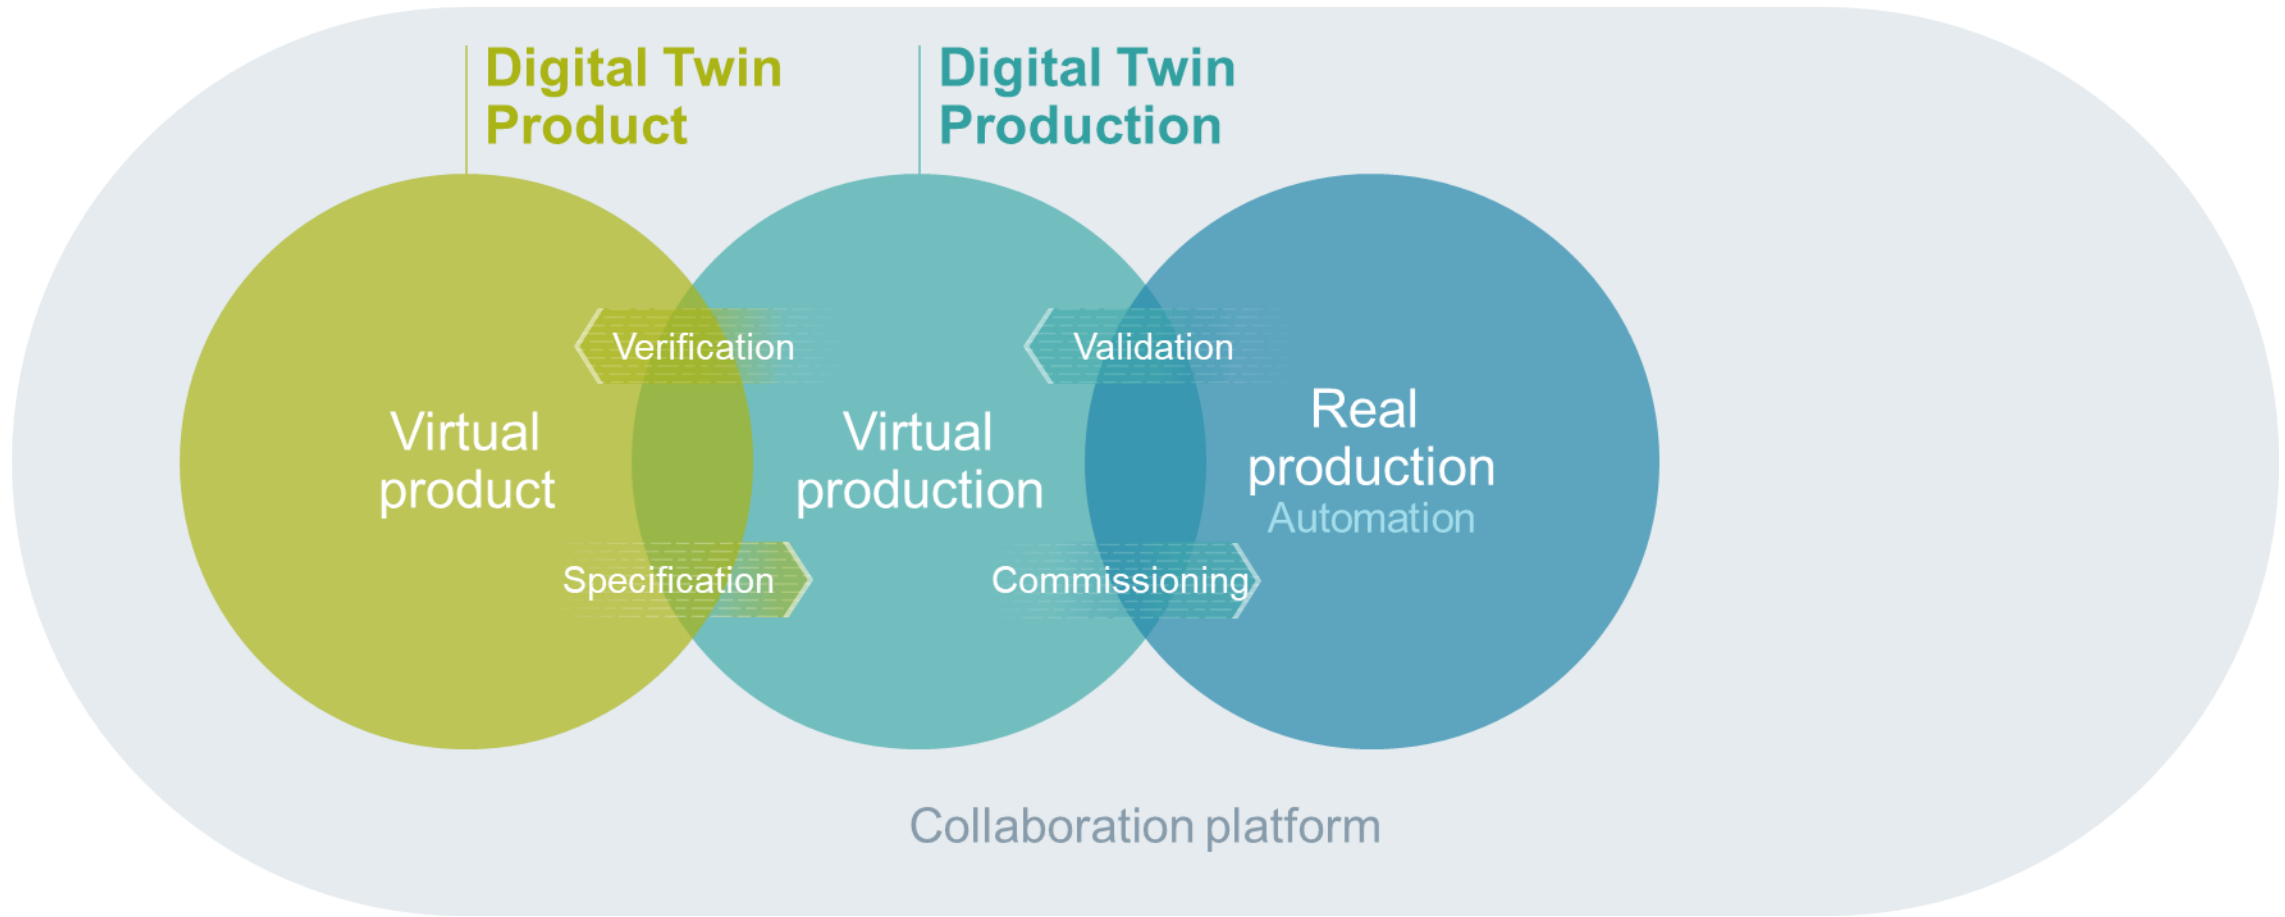 Digital Twin
Product
Digital Twin
Production
Verification
Validation
Virtual
product
Virtual
production
Real
production
Automation
Specification
Commissioning
Collaboration platform